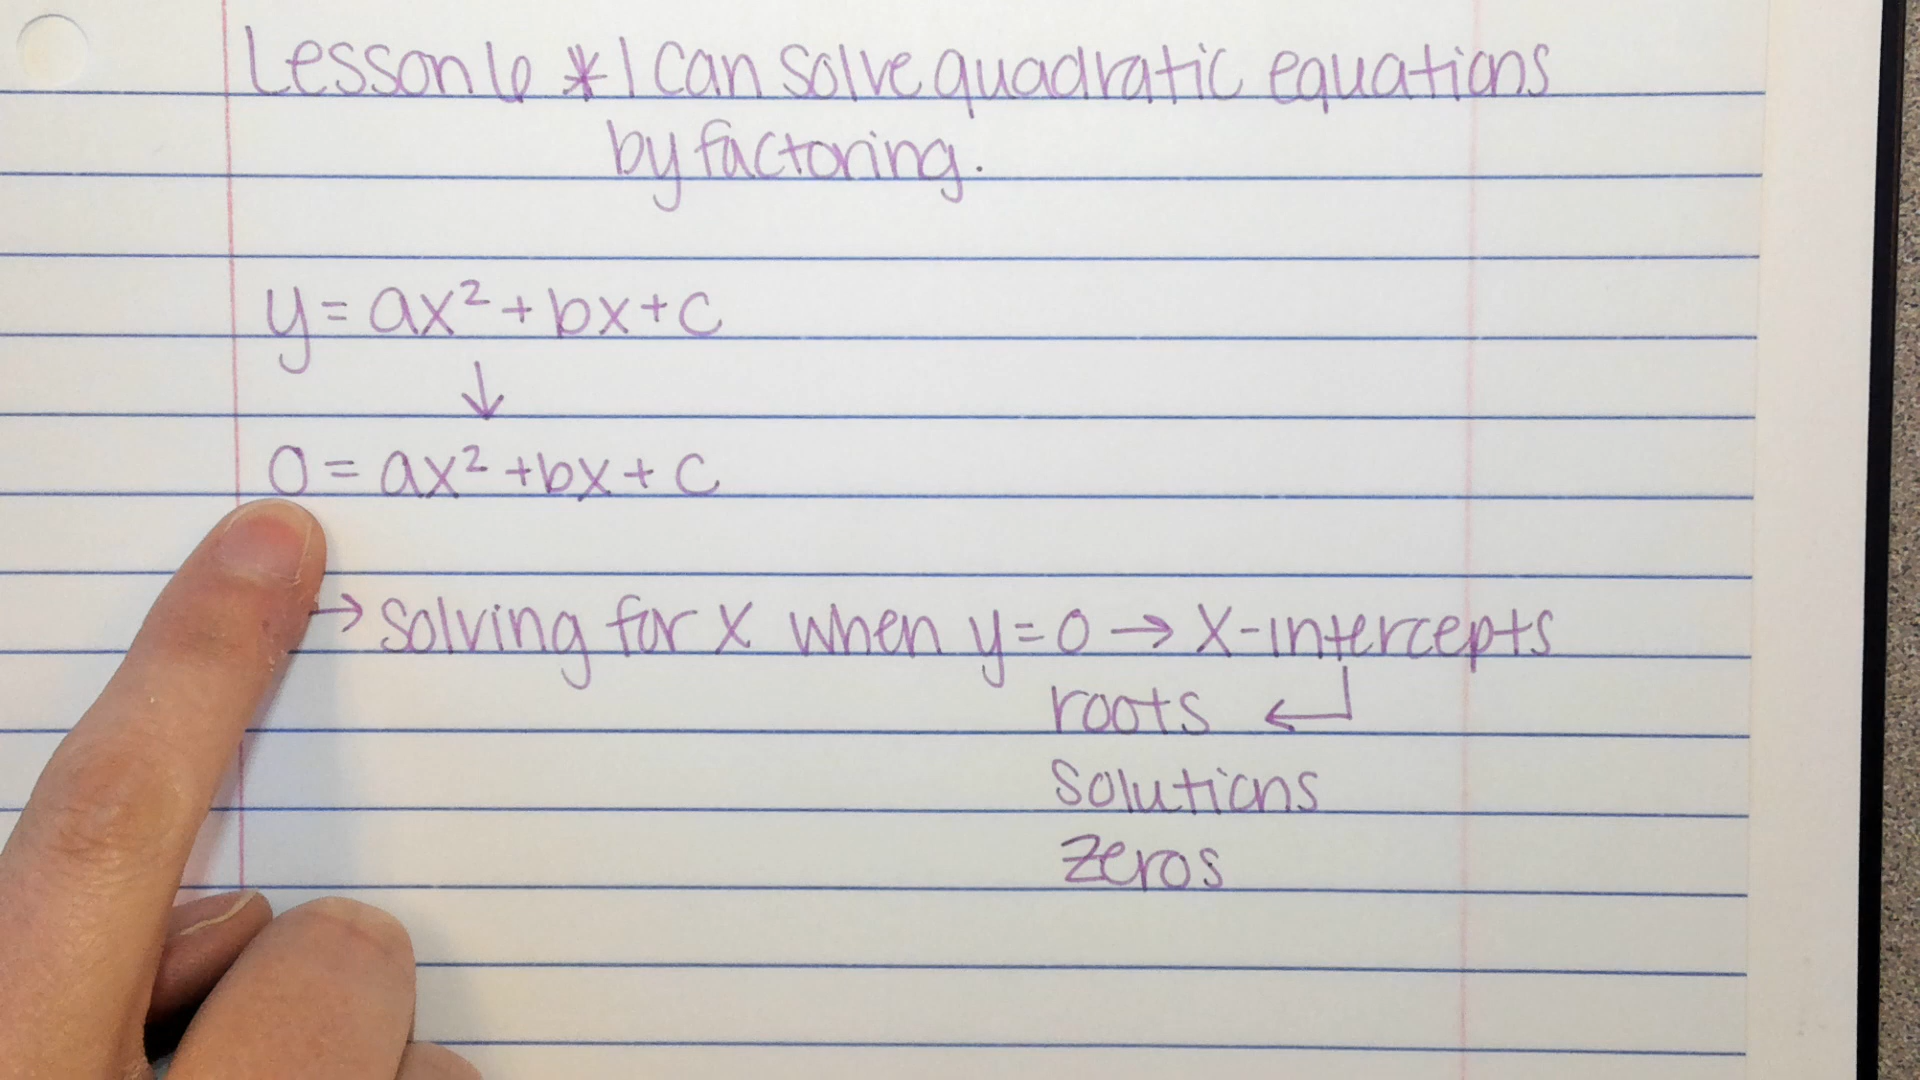 Lesson 6 *I can solve quadratic equations
by factoring.
y = ax² + bx + c
↓
0 = ax² + bx + c
→ solving for x when y = 0 → x-intercepts
roots ←
solutions
zeros